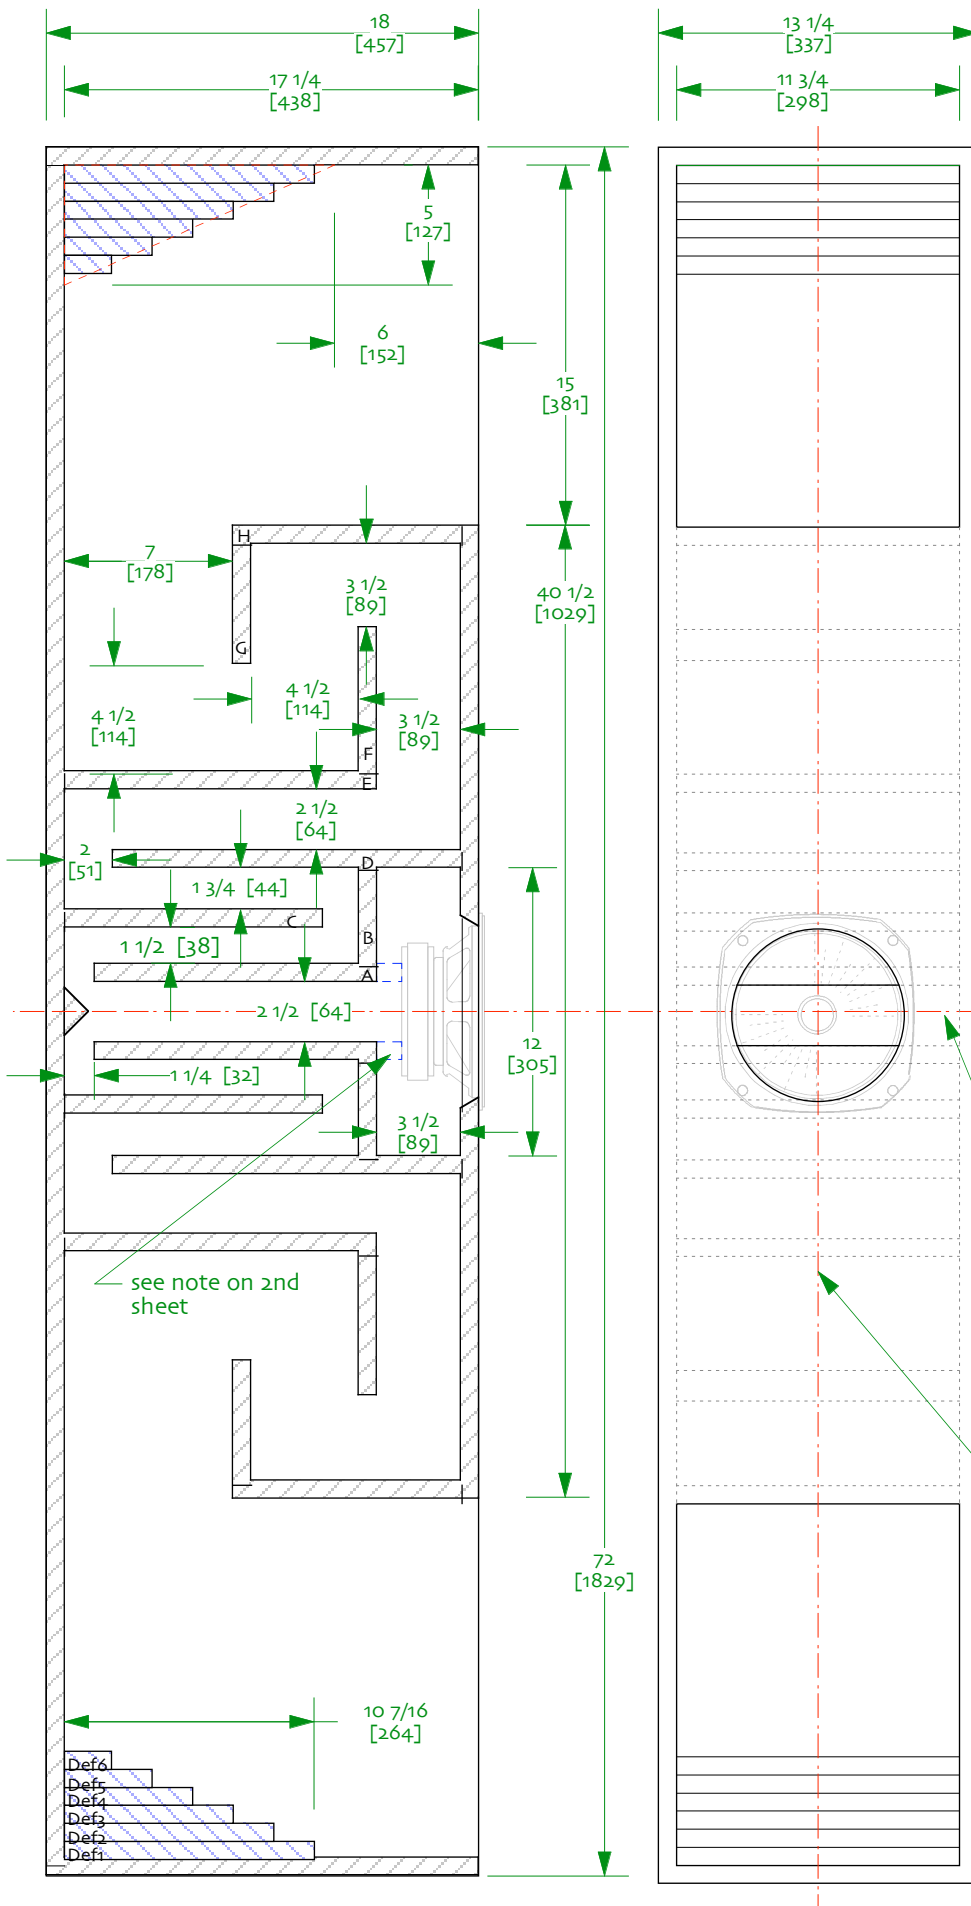 18
[457]
13 1/4
[337]
17 1/4
[438]
11 3/4
[298]
5
[127]
6
[152]
15
[381]
H
7
[178]
3 1/2
[89]
40 1/2
[1029]
G
4 1/2
[114]
4 1/2
[114]
3 1/2
[89]
F
E
2 1/2
[64]
2
[51]
D
1 3/4 [44]
C
B
1 1/2 [38]
A
2 1/2 [64]
12
[305]
1 1/4 [32]
3 1/2
[89]
see note on 2nd
sheet
72
[1829]
10 7/16
[264]
Def6
Def5
Def4
Def3
Def2
Def1